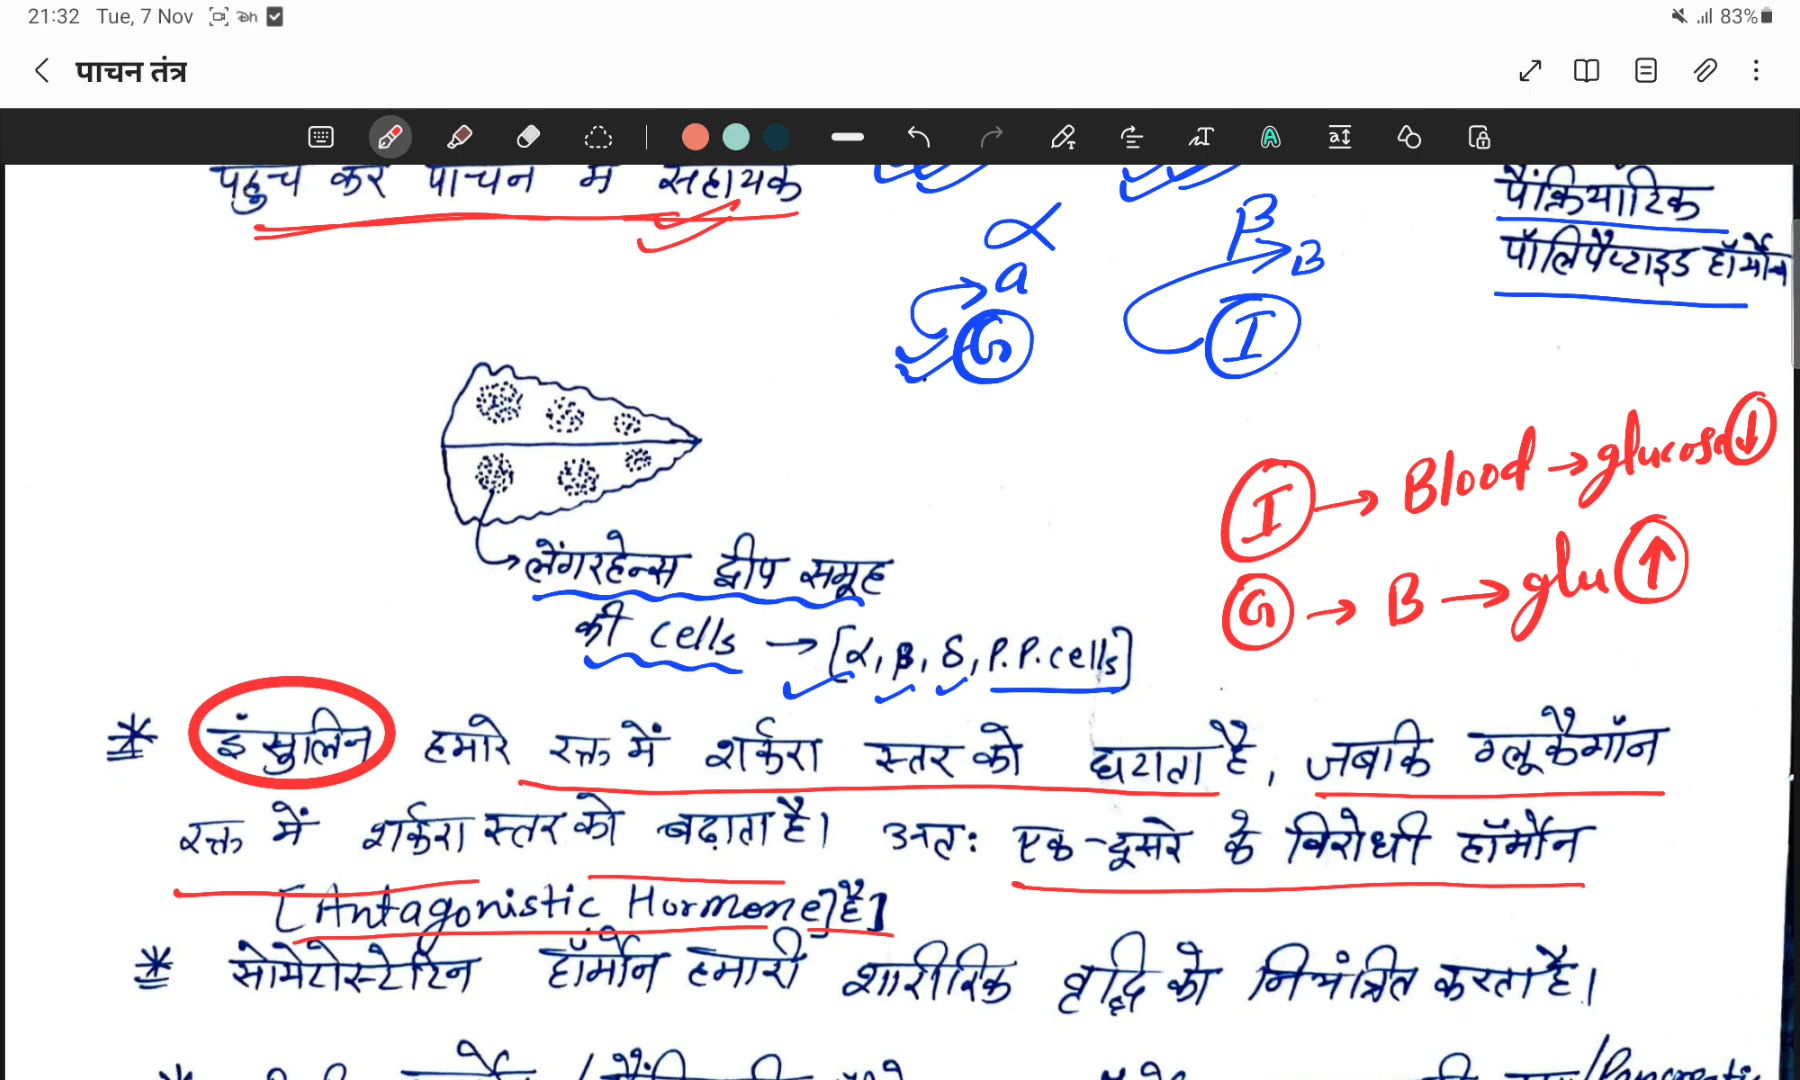 21:32 Tue, 7 Nov
83%
पाचन तंत्र
पहुच कर पाचन में सहायक
α
a
G
β
B
I
पैंक्रियाटिक
पॉलिपैप्टाइड हॉर्मोन
I → Blood → glucose ↓
G → B → glu ↑
लेंगरहेन्स द्वीप समूह
की cells → [α, β, δ, P.P. cells]
* इंसुलिन हमारे रक्त में शर्करा स्तर को घटाता है, जबकि ग्लूकैगॉन
रक्त में शर्करा स्तर को बढ़ाता है। अतः एक-दूसरे के विरोधी हॉर्मोन
[Antagonistic Hormone] है]
* सोमेटोस्टेटिन हॉर्मोन हमारी शारीरिक वृद्धि को नियंत्रित करता है।